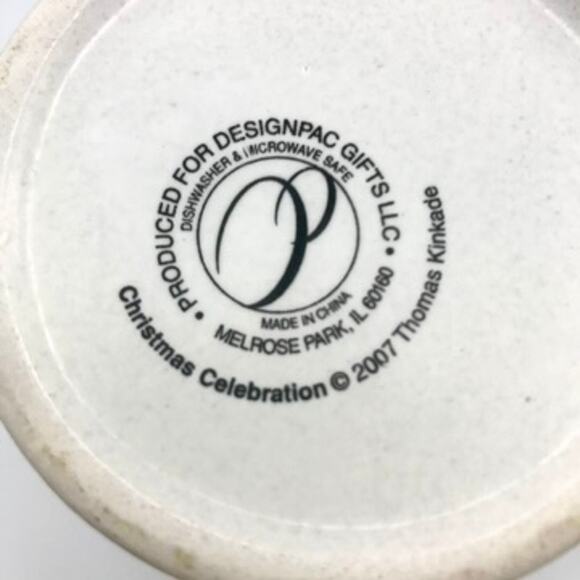 • PRODUCED FOR DESIGNPAC GIFTS LLC •
DISHWASHER & MICROWAVE SAFE
P
MADE IN CHINA
MELROSE PARK, IL 60160
Christmas Celebration © 2007 Thomas Kinkade